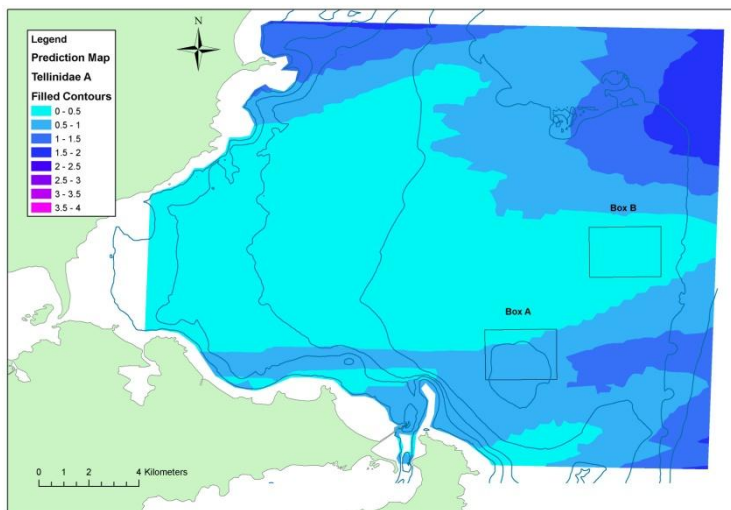 N
Legend
Prediction Map
Tellinidae A
Filled Contours
0 - 0.5
0.5 - 1
1 - 1.5
1.5 - 2
2 - 2.5
2.5 - 3
3 - 3.5
3.5 - 4
Box B
Box A
0 1 2 4 Kilometers